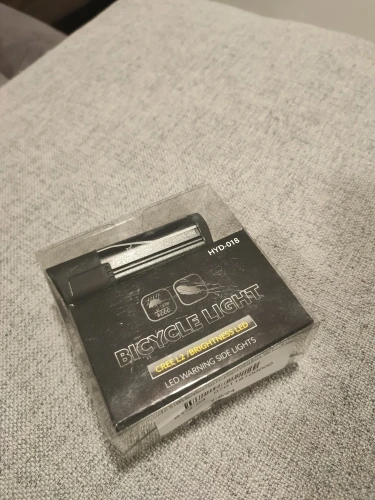 HYD-018
BICYCLE LIGHT
CREE L2 /BRIGHTNESS LED
LED WARNING SIDE LIGHTS